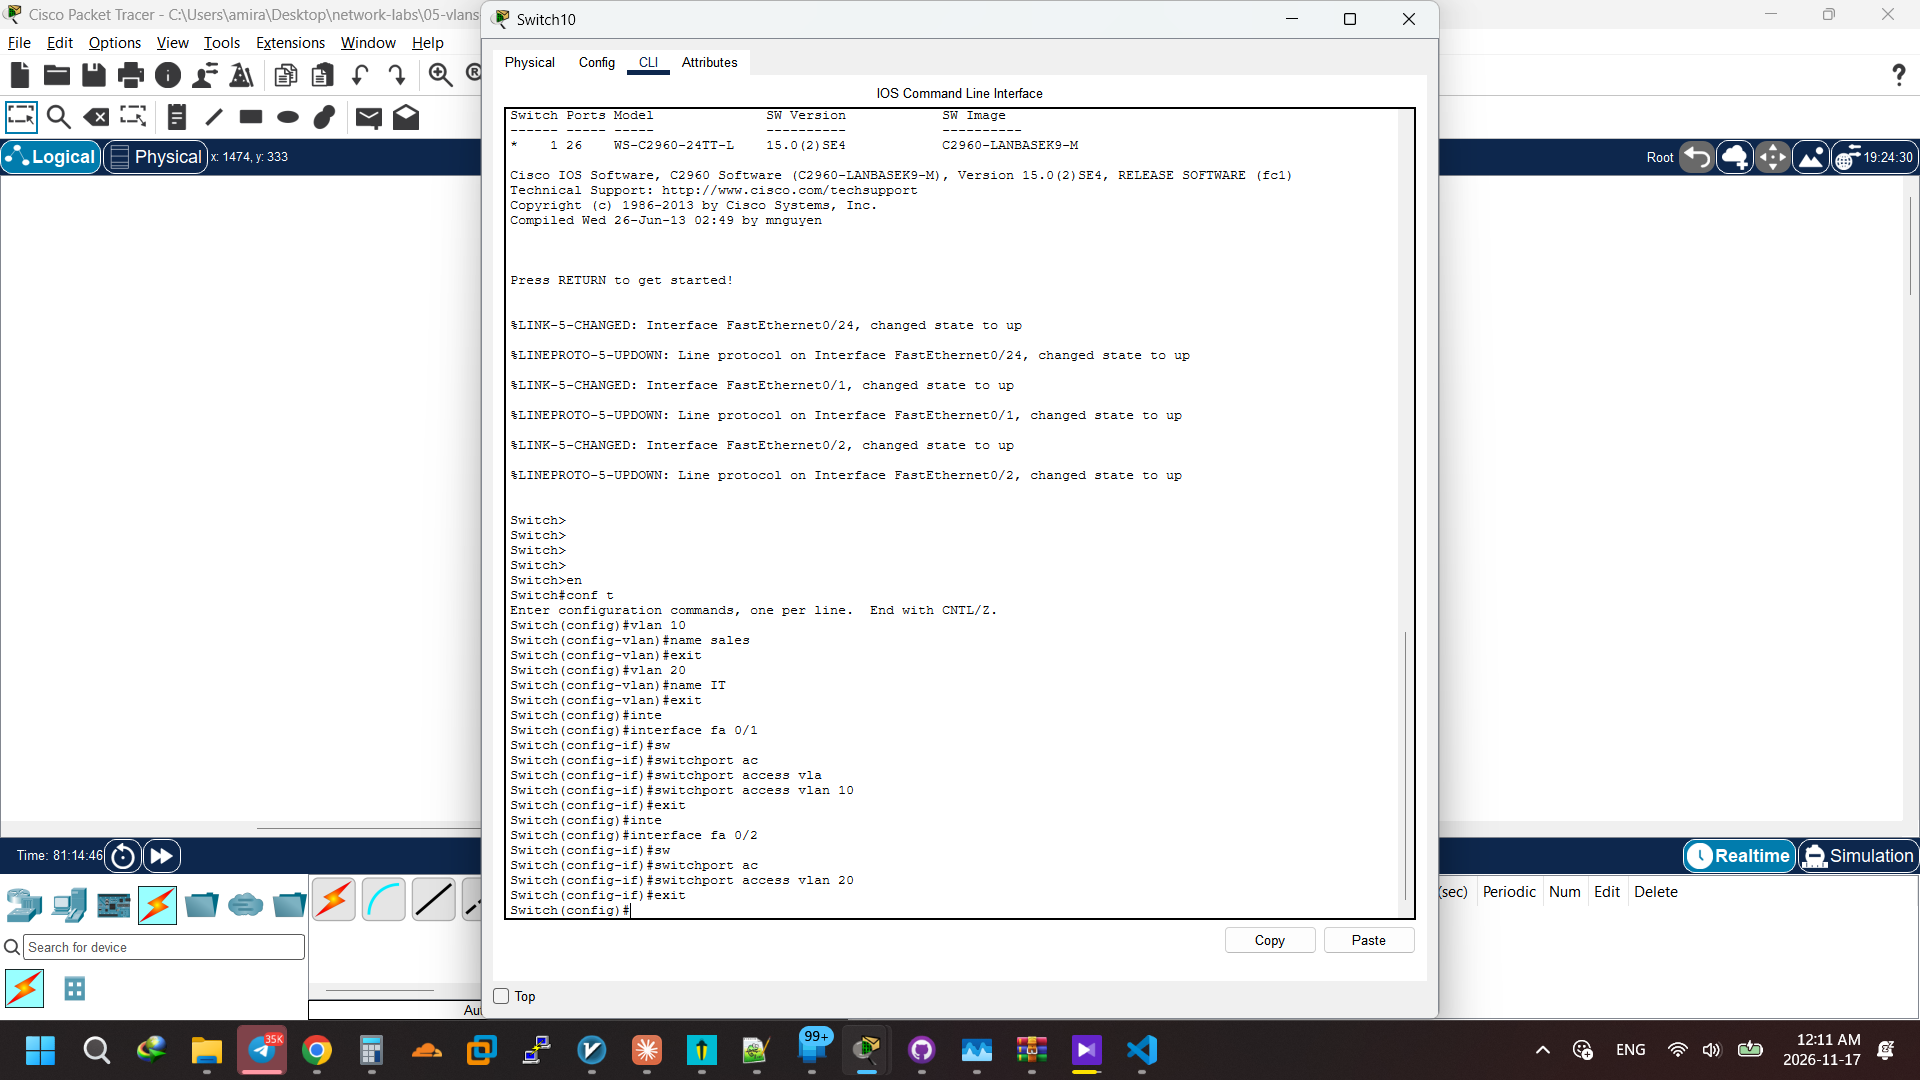 Cisco Packet Tracer - C:\Users\amira\Desktop\network-labs\05-vlans
File Edit Options View Tools Extensions Window Help
Logical
Physical
x: 1474, y: 333
Root
19:24:30
Switch10
Physical Config CLI Attributes
IOS Command Line Interface
Switch Ports Model SW Version SW Image
------ ----- ----- ---------- ----------
* 1 26 WS-C2960-24TT-L 15.0(2)SE4 C2960-LANBASEK9-M
Cisco IOS Software, C2960 Software (C2960-LANBASEK9-M), Version 15.0(2)SE4, RELEASE SOFTWARE (fc1)
Technical Support: http://www.cisco.com/techsupport
Copyright (c) 1986-2013 by Cisco Systems, Inc.
Compiled Wed 26-Jun-13 02:49 by mnguyen
Press RETURN to get started!
%LINK-5-CHANGED: Interface FastEthernet0/24, changed state to up
%LINEPROTO-5-UPDOWN: Line protocol on Interface FastEthernet0/24, changed state to up
%LINK-5-CHANGED: Interface FastEthernet0/1, changed state to up
%LINEPROTO-5-UPDOWN: Line protocol on Interface FastEthernet0/1, changed state to up
%LINK-5-CHANGED: Interface FastEthernet0/2, changed state to up
%LINEPROTO-5-UPDOWN: Line protocol on Interface FastEthernet0/2, changed state to up
Switch>
Switch>
Switch>
Switch>
Switch>en
Switch#conf t
Enter configuration commands, one per line. End with CNTL/Z.
Switch(config)#vlan 10
Switch(config-vlan)#name sales
Switch(config-vlan)#exit
Switch(config)#vlan 20
Switch(config-vlan)#name IT
Switch(config-vlan)#exit
Switch(config)#inte
Switch(config)#interface fa 0/1
Switch(config-if)#sw
Switch(config-if)#switchport ac
Switch(config-if)#switchport access vla
Switch(config-if)#switchport access vlan 10
Switch(config-if)#exit
Switch(config)#inte
Switch(config)#interface fa 0/2
Switch(config-if)#sw
Switch(config-if)#switchport ac
Switch(config-if)#switchport access vlan 20
Switch(config-if)#exit
Switch(config)#
Copy
Paste
Top
Time: 81:14:46
Realtime
Simulation
(sec) Periodic Num Edit Delete
Search for device
35K
99+
ENG
12:11 AM
2026-11-17